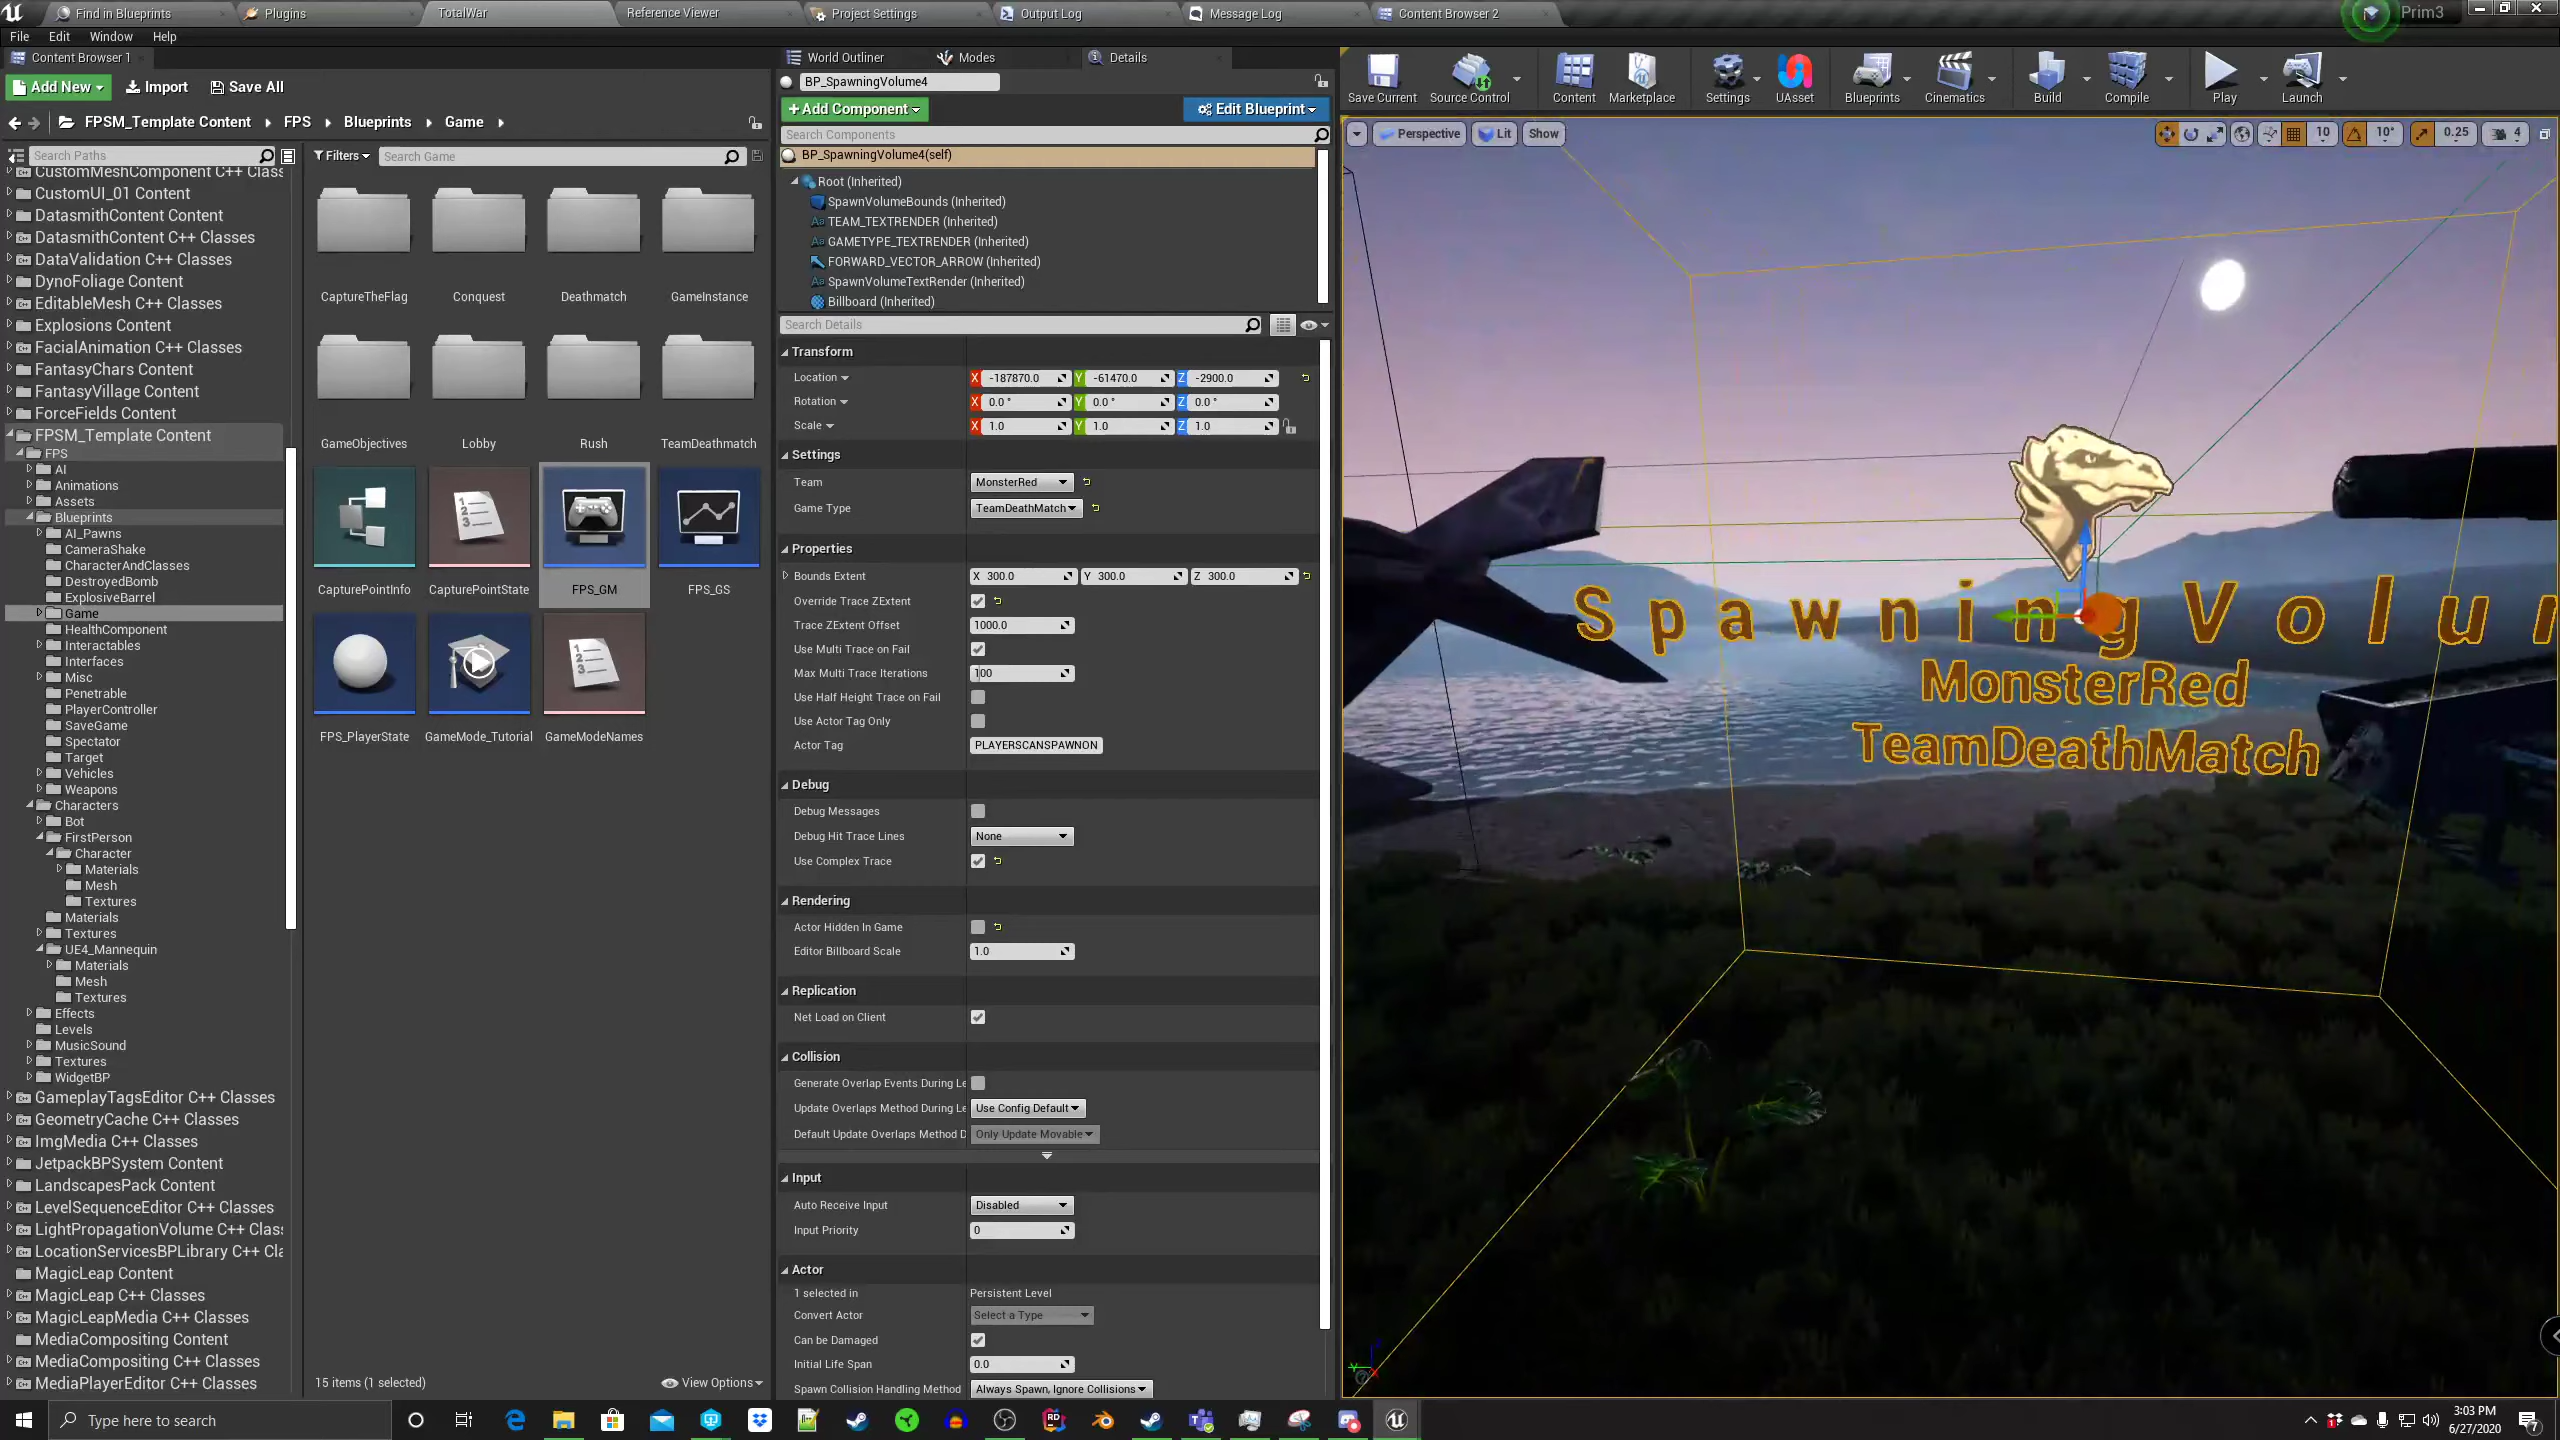 Find in Blueprints
Plugins
TotalWar
Reference Viewer
Project Settings
Output Log
Message Log
Content Browser 2
Prim3
File Edit Window Help
Content Browser 1
World Outliner
Modes
Details
Add New
Import
Save All
FPSM_Template Content FPS Blueprints Game
Search Paths
Filters
Search Game
CustomMeshComponent C++ Class
CustomUI_01 Content
DatasmithContent Content
DatasmithContent C++ Classes
DataValidation C++ Classes
DynoFoliage Content
EditableMesh C++ Classes
Explosions Content
FacialAnimation C++ Classes
FantasyChars Content
FantasyVillage Content
ForceFields Content
FPSM_Template Content
FPS
AI
Animations
Assets
Blueprints
AI_Pawns
CameraShake
CharacterAndClasses
DestroyedBomb
ExplosiveBarrel
Game
HealthComponent
Interactables
Interfaces
Misc
Penetrable
PlayerController
SaveGame
Spectator
Target
Vehicles
Weapons
Characters
Bot
FirstPerson
Character
Materials
Mesh
Textures
Materials
Textures
UE4_Mannequin
Materials
Mesh
Textures
Effects
Levels
MusicSound
Textures
WidgetBP
GameplayTagsEditor C++ Classes
GeometryCache C++ Classes
ImgMedia C++ Classes
JetpackBPSystem Content
LandscapesPack Content
LevelSequenceEditor C++ Classes
LightPropagationVolume C++ Class
LocationServicesBPLibrary C++ Cla
MagicLeap Content
MagicLeap C++ Classes
MagicLeapMedia C++ Classes
MediaCompositing Content
MediaCompositing C++ Classes
MediaPlayerEditor C++ Classes
CaptureTheFlag
Conquest
Deathmatch
GameInstance
GameObjectives
Lobby
Rush
TeamDeathmatch
CapturePointInfo
CapturePointState
FPS_GM
FPS_GS
FPS_PlayerState
GameMode_Tutorial
GameModeNames
15 items (1 selected)
View Options
BP_SpawningVolume4
Add Component
Edit Blueprint
Search Components
BP_SpawningVolume4(self)
Root (Inherited)
SpawnVolumeBounds (Inherited)
TEAM_TEXTRENDER (Inherited)
GAMETYPE_TEXTRENDER (Inherited)
FORWARD_VECTOR_ARROW (Inherited)
SpawnVolumeTextRender (Inherited)
Billboard (Inherited)
Search Details
Transform
Location X -187870.0 Y -61470.0 Z -2900.0
Rotation X 0.0 ° Y 0.0 ° Z 0.0 °
Scale X 1.0 Y 1.0 Z 1.0
Settings
Team MonsterRed
Game Type TeamDeathMatch
Properties
Bounds Extent X 300.0 Y 300.0 Z 300.0
Override Trace ZExtent
Trace ZExtent Offset 1000.0
Use Multi Trace on Fail
Max Multi Trace Iterations 100
Use Half Height Trace on Fail
Use Actor Tag Only
Actor Tag PLAYERSCANSPAWNON
Debug
Debug Messages
Debug Hit Trace Lines None
Use Complex Trace
Rendering
Actor Hidden In Game
Editor Billboard Scale 1.0
Replication
Net Load on Client
Collision
Generate Overlap Events During Le
Update Overlaps Method During Le Use Config Default
Default Update Overlaps Method D Only Update Movable
Input
Auto Receive Input Disabled
Input Priority 0
Actor
1 selected in Persistent Level
Convert Actor Select a Type
Can be Damaged
Initial Life Span 0.0
Spawn Collision Handling Method Always Spawn, Ignore Collisions
Save Current
Source Control
Content
Marketplace
Settings
UAsset
Blueprints
Cinematics
Build
Compile
Play
Launch
Perspective
Lit
Show
10
10°
0.25
4
SpawningVolu
MonsterRed
TeamDeathMatch
Type here to search
3:03 PM
6/27/2020
7